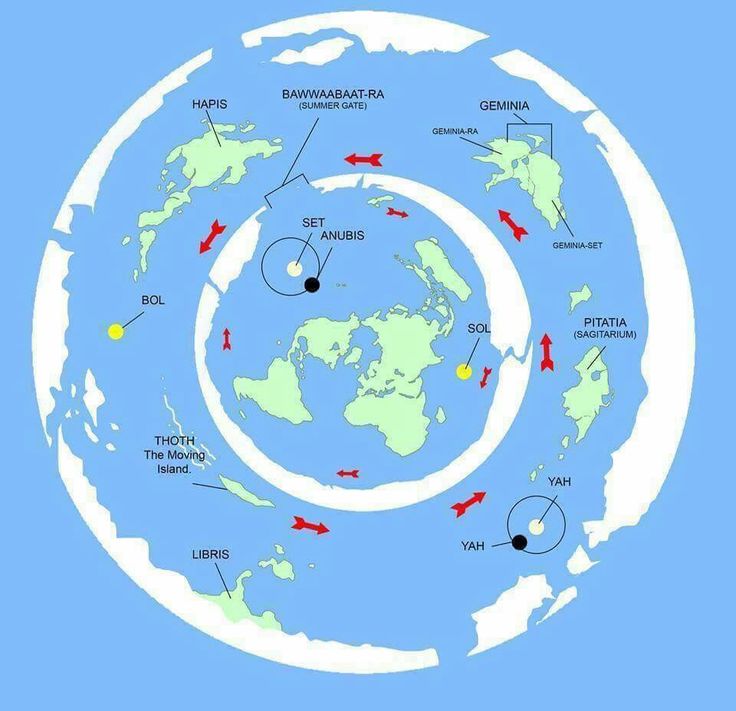 BAWWAABAAT-RA
(SUMMER GATE)
HAPIS
GEMINIA
GEMINIA-RA
SET
ANUBIS
GEMINIA-SET
BOL
SOL
PITATIA
(SAGITARIUM)
THOTH
The Moving
Island.
YAH
YAH
LIBRIS